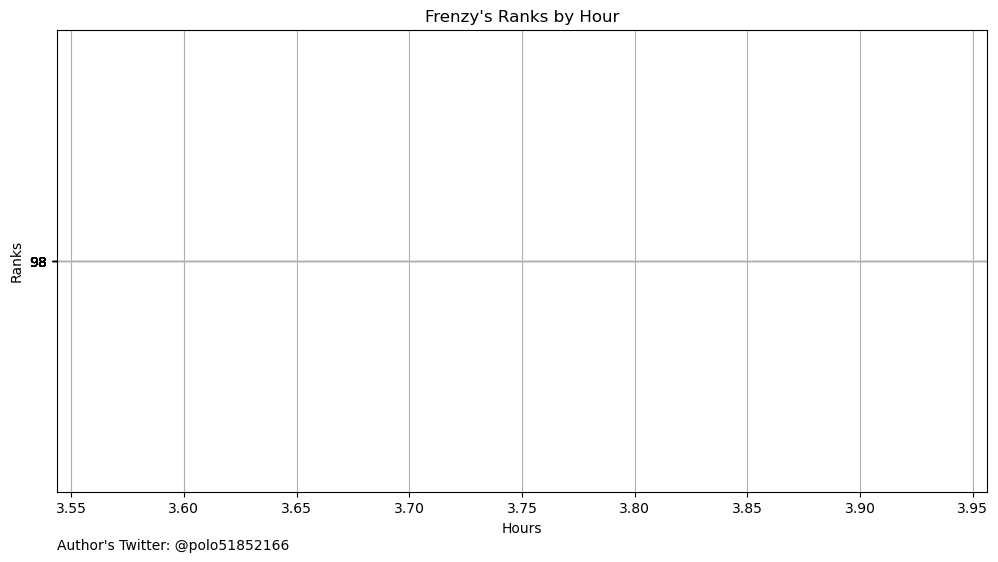 Frenzy's Ranks by Hour
Ranks
98
3.55 3.60 3.65 3.70 3.75 3.80 3.85 3.90 3.95
Hours
Author's Twitter: @polo51852166